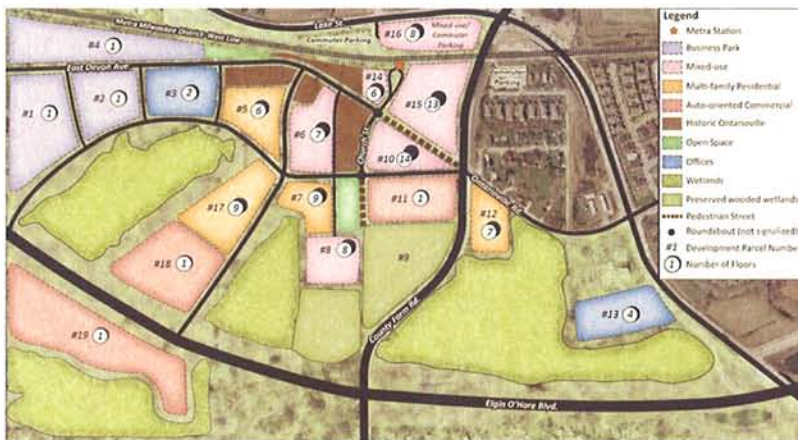 Metra Milwaukee District West Line
Lake St.
Commuter Parking
#16 8
Mixed-use/
Commuter
Parking
#4 1
East Devon Ave.
#1 1
#2 1
#3 2
#5 6
#6 7
#14
6
#15 13
Commuter
Parking
Church St.
#10 14
#17 9
#7 9
#11 1
Ontarioville Rd.
#12
7
#18 1
#8 8
#9
#13 4
#19 1
County Farm Rd.
Elgin O'Hare Blvd.
Legend
Metra Station
Business Park
Mixed-use
Multi-family Residential
Auto-oriented Commercial
Historic Ontarioville
Open Space
Offices
Wetlands
Preserved wooded wetlands
Pedestrian Street
Roundabout (not signalized)
#1 Development Parcel Number
1 Number of Floors